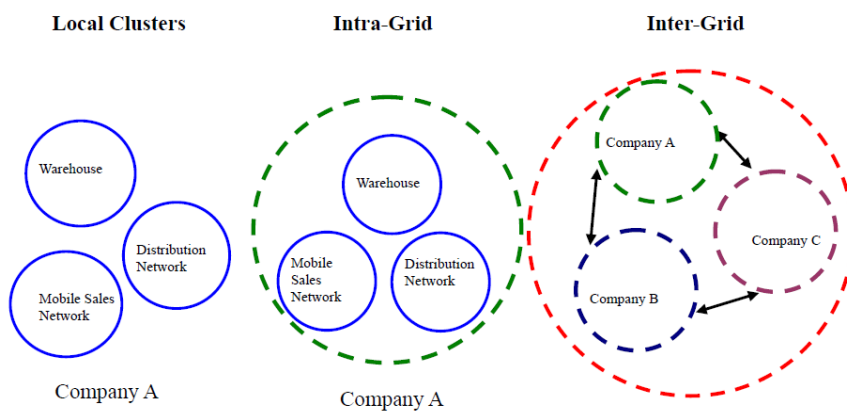 Local Clusters
Warehouse
Distribution
Network
Mobile Sales
Network
Company A
Intra-Grid
Warehouse
Mobile
Sales
Network
Distribution
Network
Company A
Inter-Grid
Company A
Company C
Company B